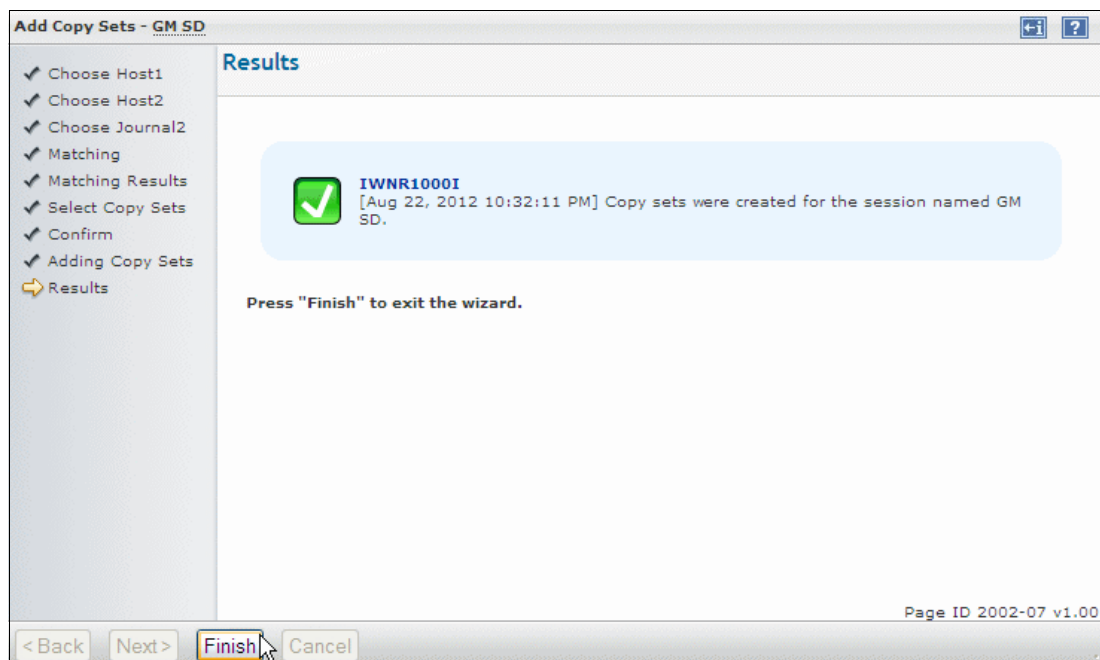 Add Copy Sets - GM SD
Choose Host1
Choose Host2
Choose Journal2
Matching
Matching Results
Select Copy Sets
Confirm
Adding Copy Sets
Results
Results
IWNR1000I
[Aug 22, 2012 10:32:11 PM] Copy sets were created for the session named GM
SD.
Press "Finish" to exit the wizard.
Page ID 2002-07 v1.00
< Back
Next >
Finish
Cancel